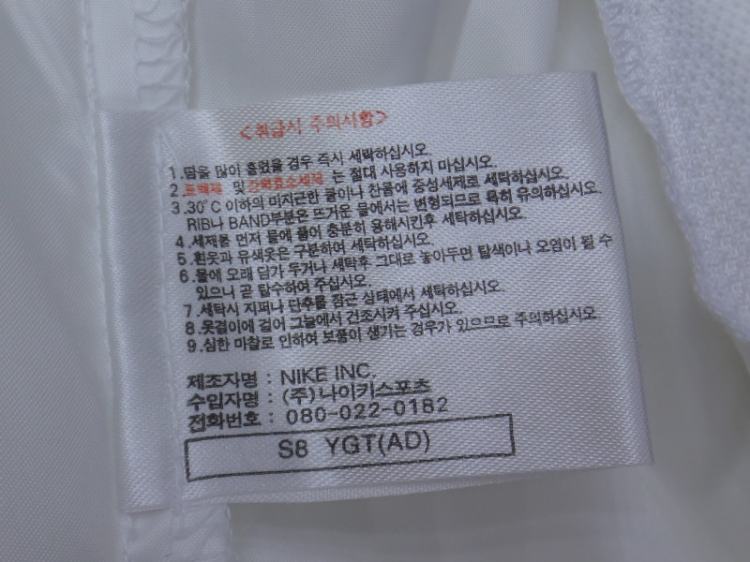 <취급시 주의사항>
1.땀을 많이 흘렸을 경우 즉시 세탁하십시오.
2.표백제 및 강력효소세제 는 절대 사용하지 마십시오.
3.30°C 이하의 미지근한 물이나 찬물에 중성세제로 세탁하십시오.
RIB나 BAND부분은 뜨거운 물에서는 변형되므로 특히 유의하십시오.
4.세제를 먼저 물에 풀어 충분히 용해시킨후 세탁하십시오.
5.흰옷과 유색옷은 구분하여 세탁하십시오.
6.물에 오래 담가 두거나 세탁후 그대로 놓아두면 탈색이나 오염이 될 수
있으니 곧 탈수하여 주십시오.
7.세탁시 지퍼나 단추를 잠근 상태에서 세탁하십시오.
8.옷걸이에 걸어 그늘에서 건조시켜 주십시오.
9.심한 마찰로 인하여 보풀이 생기는 경우가 있으므로 주의하십시오.
제조자명 : NIKE INC.
수입자명 : (주)나이키스포츠
전화번호 : 080-022-0182
S8 YGT(AD)